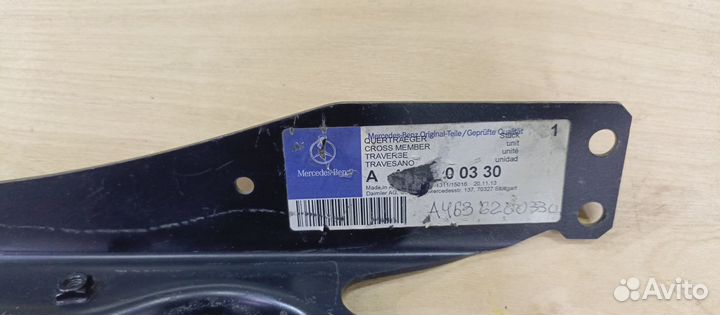 Mercedes-Benz Original-Teile/Geprüfte Qualität
QUERTRAEGER
CROSS MEMBER
TRAVERSE
TRAVESANO
Stück
unit
unité
unidad
1
Mercedes-Benz
A 0 03 30
Made in
20.11.13
Daimler AG, 137, 70327 Stuttgart
A463 6200330
Avito